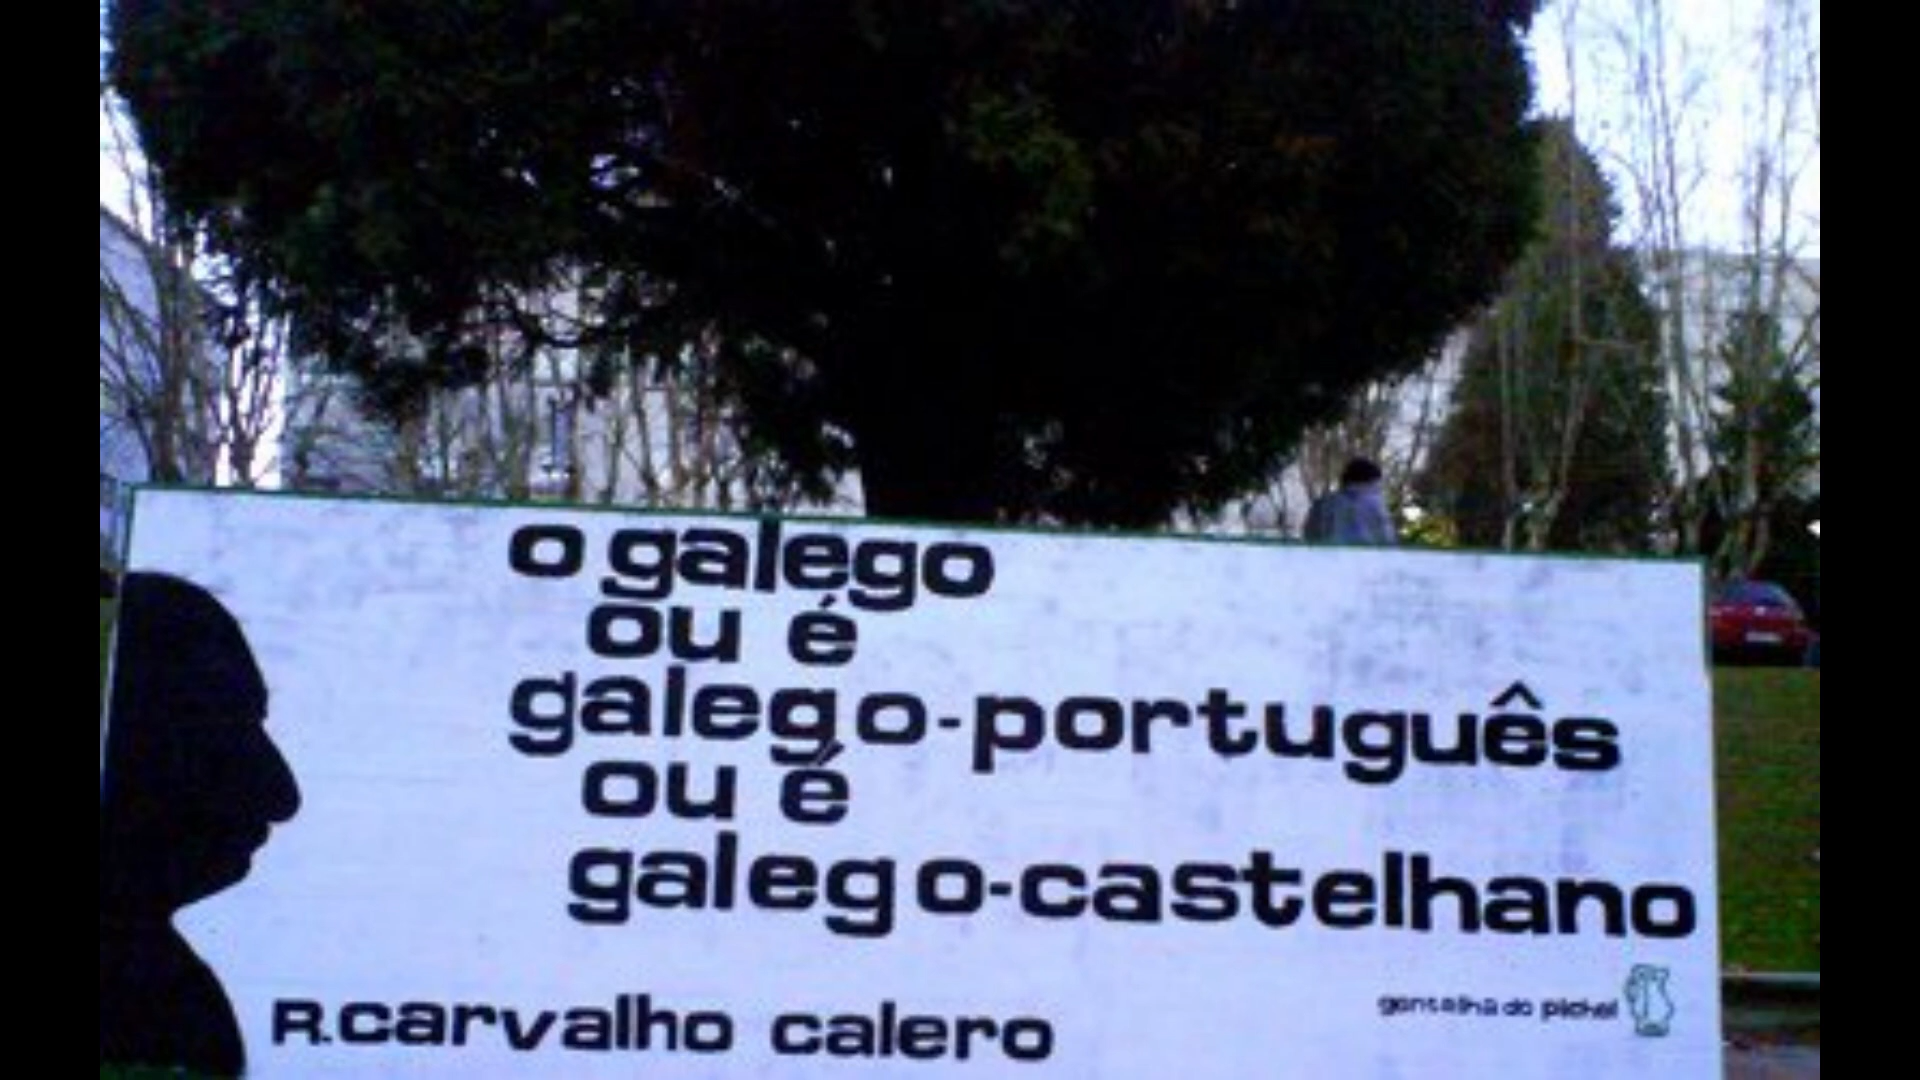 o galego
ou é
galego-português
ou é
galego-castelhano
R.carvalho calero
gentalha do pichel